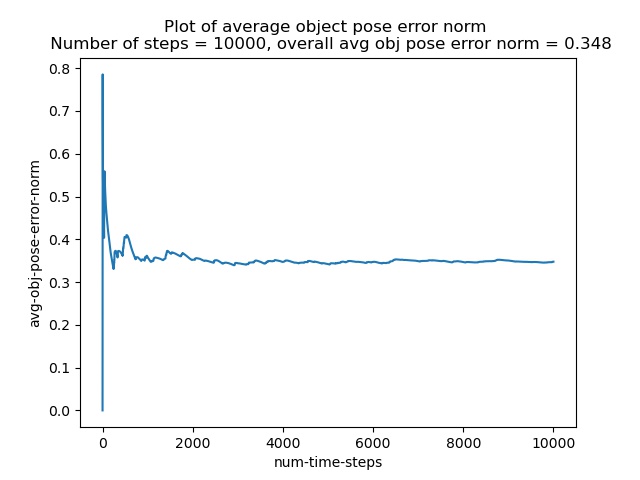 Plot of average object pose error norm
Number of steps = 10000, overall avg obj pose error norm = 0.348
0.8
0.7
0.6
0.5
0.4
0.3
0.2
0.1
0.0
avg-obj-pose-error-norm
0 2000 4000 6000 8000 10000
num-time-steps